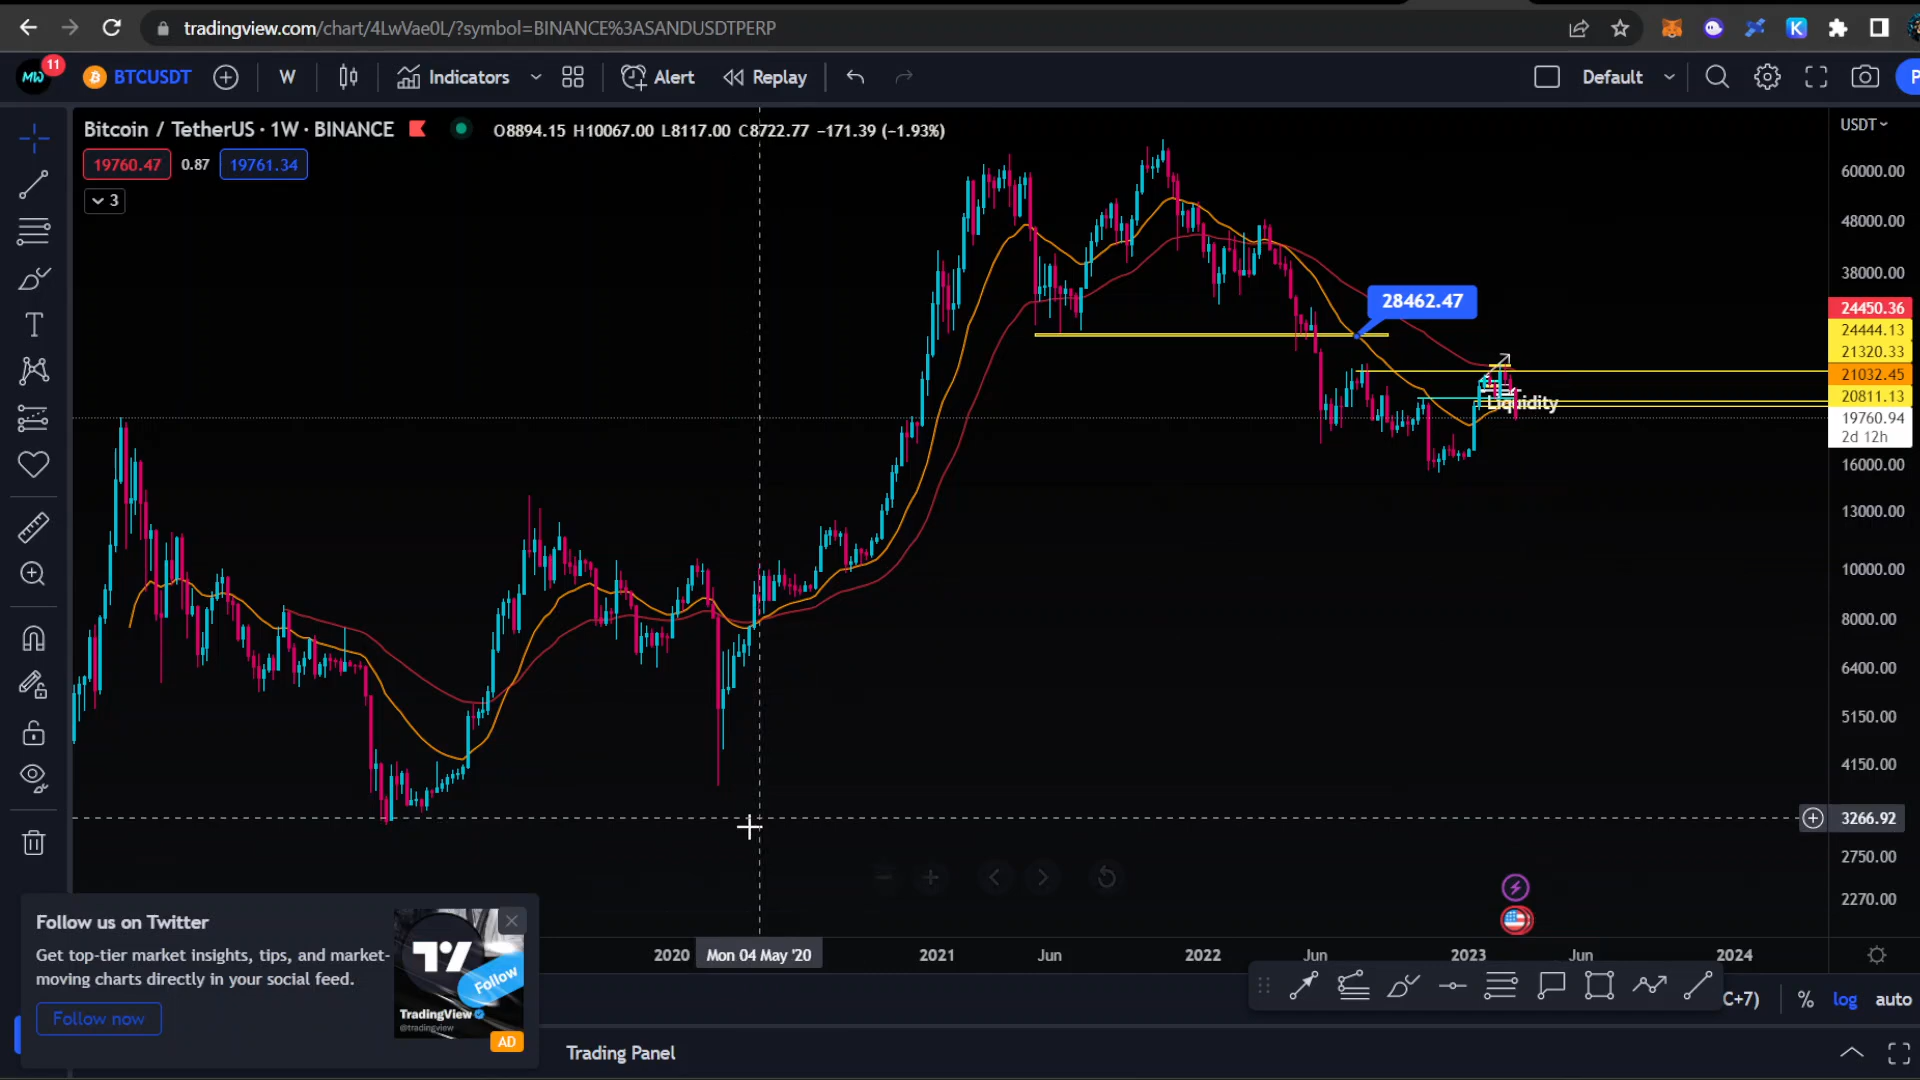 tradingview.com/chart/4LwVae0L/?symbol=BINANCE%3ASANDUSDTPERP
MW 11 BTCUSDT W Indicators Alert Replay Default P
Bitcoin / TetherUS · 1W · BINANCE O8894.15 H10067.00 L8117.00 C8722.77 −171.39 (−1.93%)
USDT
19760.47 0.87 19761.34
3
60000.00
48000.00
38000.00
28462.47
24450.36
24444.13
21320.33
21032.45
20811.13
Liquidity
19760.94
2d 12h
16000.00
13000.00
10000.00
8000.00
6400.00
5150.00
4150.00
3266.92
2750.00
2270.00
2020 Mon 04 May '20 2021 Jun 2022 Jun 2023 Jun 2024
Follow us on Twitter
Get top-tier market insights, tips, and market-
moving charts directly in your social feed.
Follow now
Follow
TradingView
@tradingview
AD
C+7) % log auto
Trading Panel